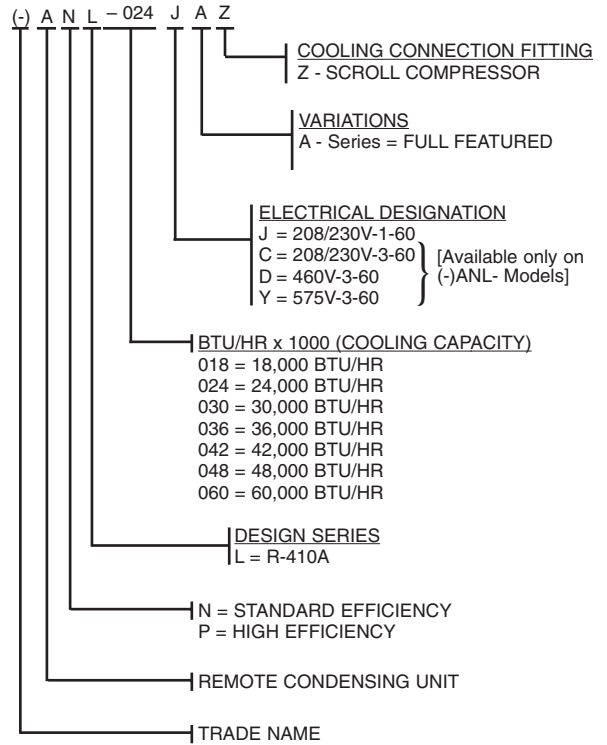 (-) A N L – 024 J A Z
COOLING CONNECTION FITTING
Z - SCROLL COMPRESSOR
VARIATIONS
A - Series = FULL FEATURED
ELECTRICAL DESIGNATION
J = 208/230V-1-60
C = 208/230V-3-60
D = 460V-3-60
Y = 575V-3-60
[Available only on
(-)ANL- Models]
BTU/HR x 1000 (COOLING CAPACITY)
018 = 18,000 BTU/HR
024 = 24,000 BTU/HR
030 = 30,000 BTU/HR
036 = 36,000 BTU/HR
042 = 42,000 BTU/HR
048 = 48,000 BTU/HR
060 = 60,000 BTU/HR
DESIGN SERIES
L = R-410A
N = STANDARD EFFICIENCY
P = HIGH EFFICIENCY
REMOTE CONDENSING UNIT
TRADE NAME